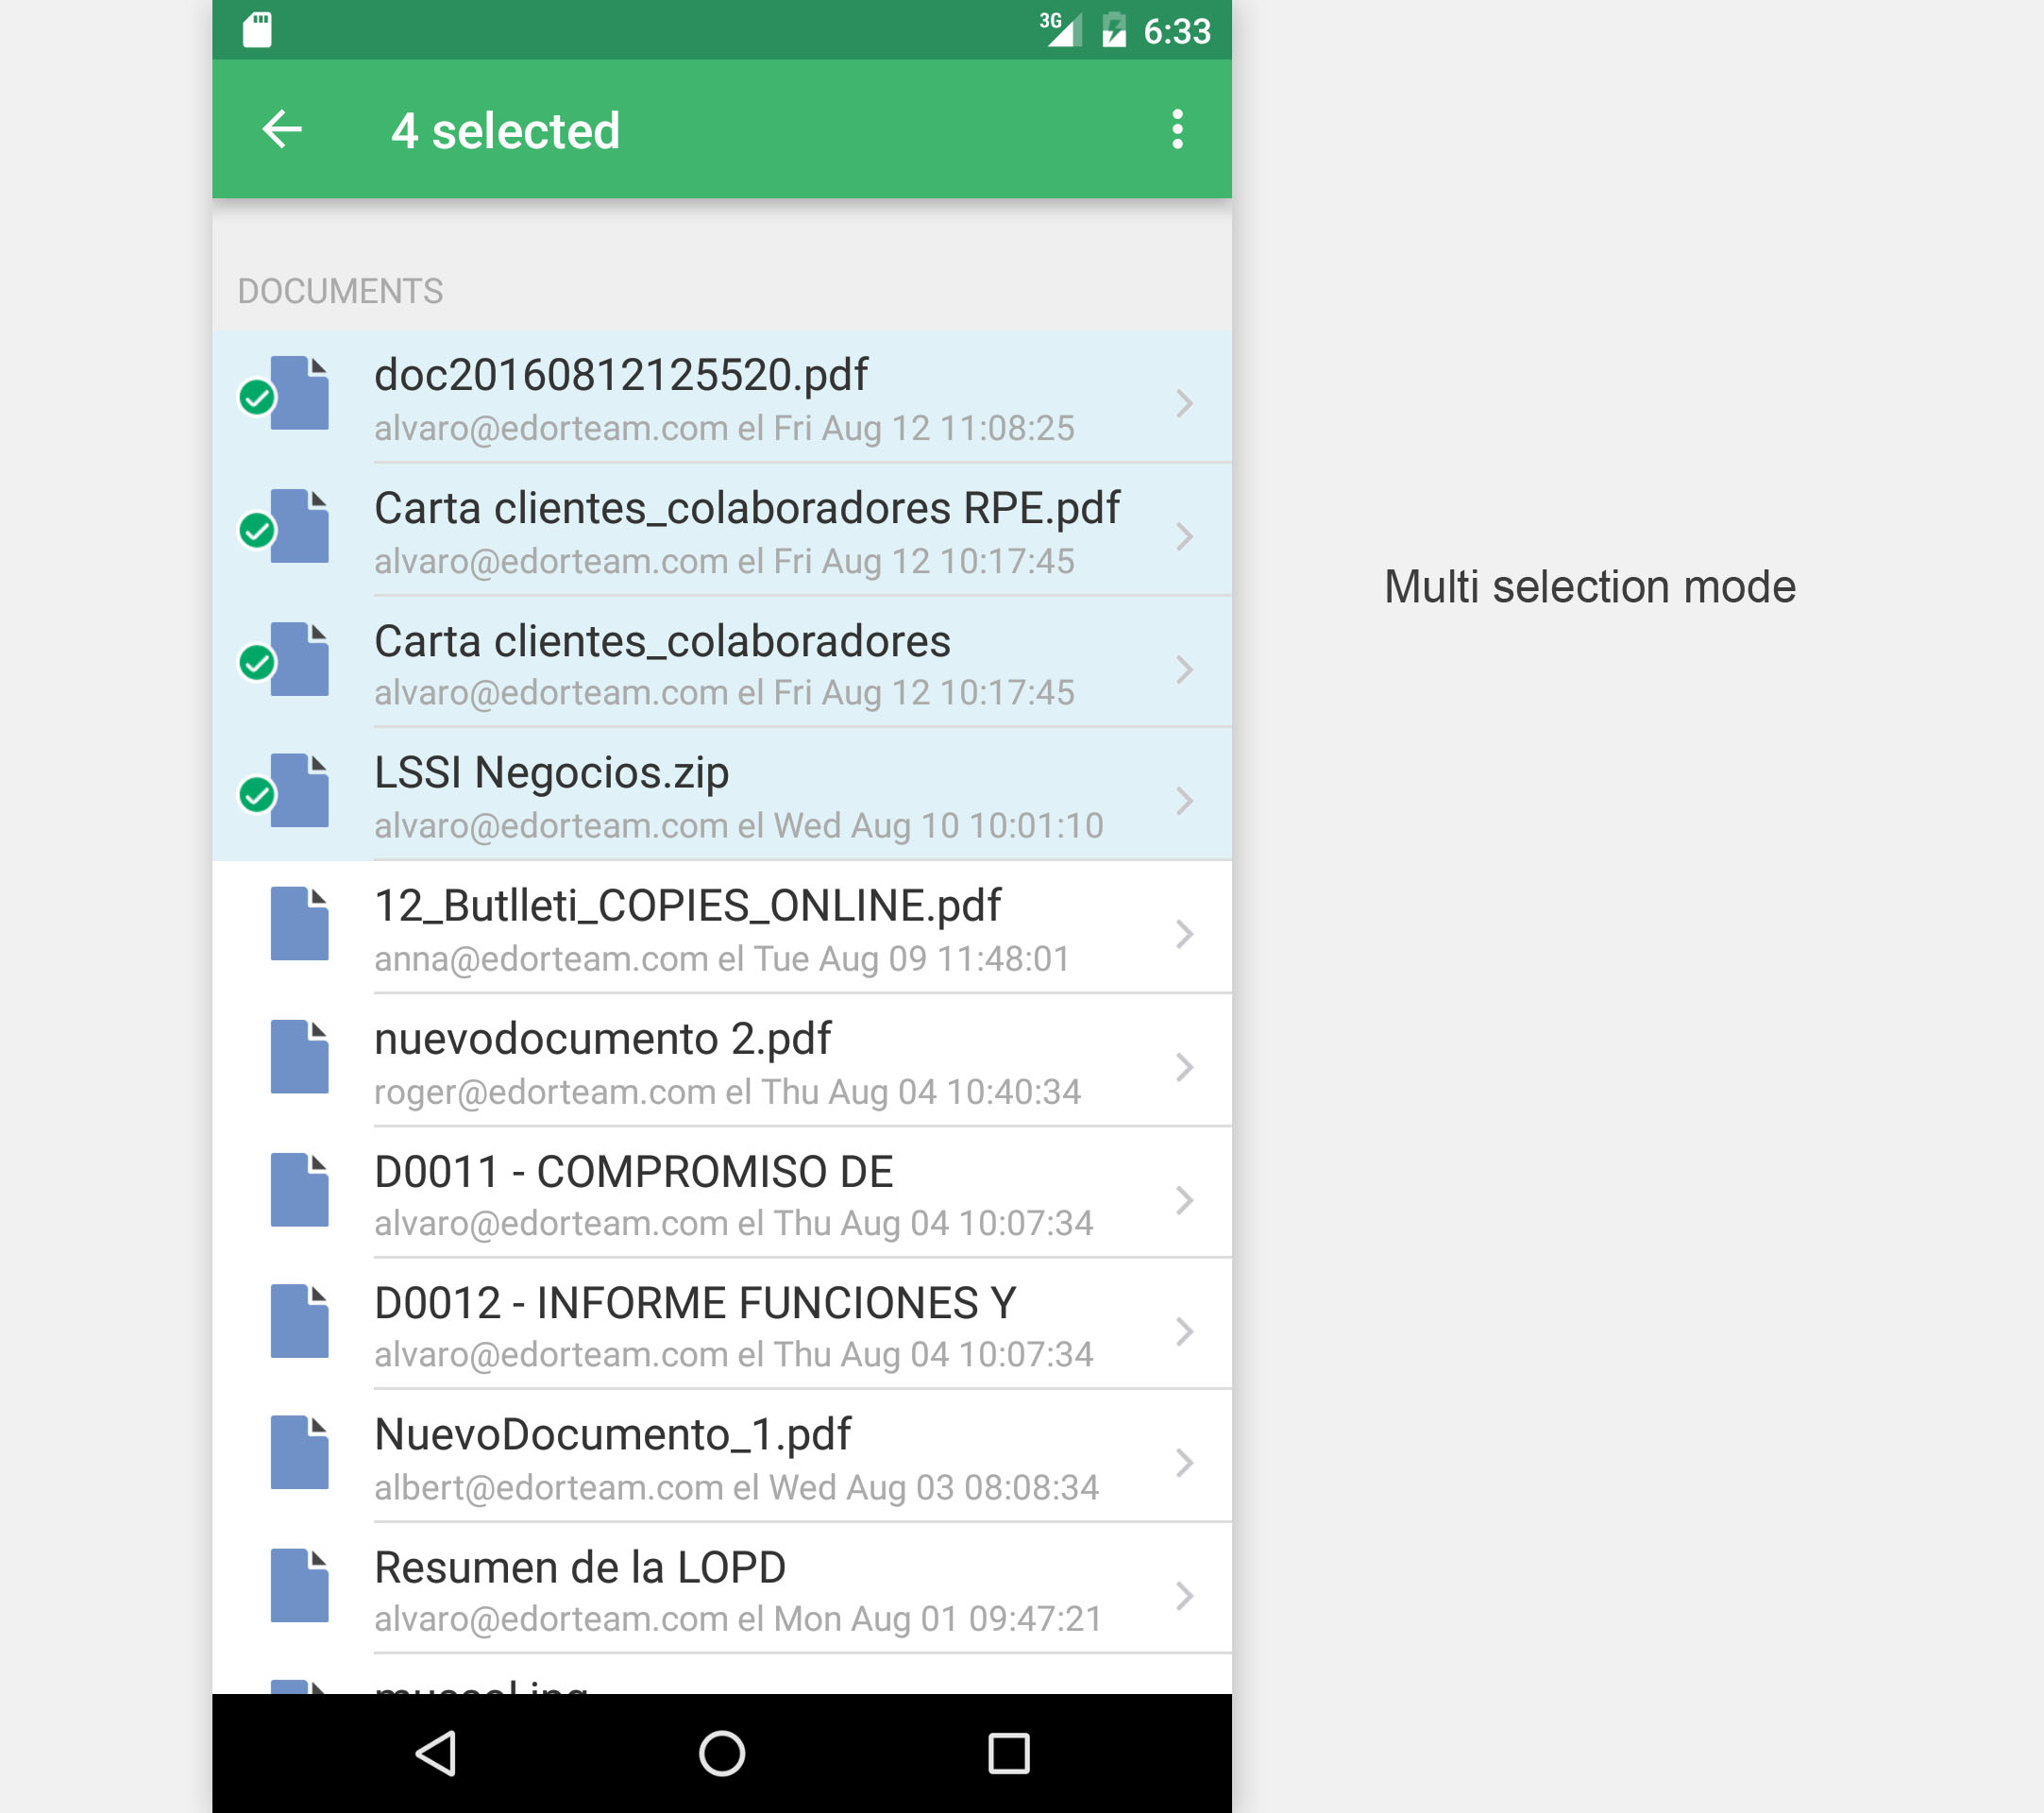 3G 6:33
4 selected
DOCUMENTS
doc20160812125520.pdf
alvaro@edorteam.com el Fri Aug 12 11:08:25
Carta clientes_colaboradores RPE.pdf
alvaro@edorteam.com el Fri Aug 12 10:17:45
Carta clientes_colaboradores
alvaro@edorteam.com el Fri Aug 12 10:17:45
LSSI Negocios.zip
alvaro@edorteam.com el Wed Aug 10 10:01:10
12_Butlleti_COPIES_ONLINE.pdf
anna@edorteam.com el Tue Aug 09 11:48:01
nuevodocumento 2.pdf
roger@edorteam.com el Thu Aug 04 10:40:34
D0011 - COMPROMISO DE
alvaro@edorteam.com el Thu Aug 04 10:07:34
D0012 - INFORME FUNCIONES Y
alvaro@edorteam.com el Thu Aug 04 10:07:34
NuevoDocumento_1.pdf
albert@edorteam.com el Wed Aug 03 08:08:34
Resumen de la LOPD
alvaro@edorteam.com el Mon Aug 01 09:47:21
Multi selection mode